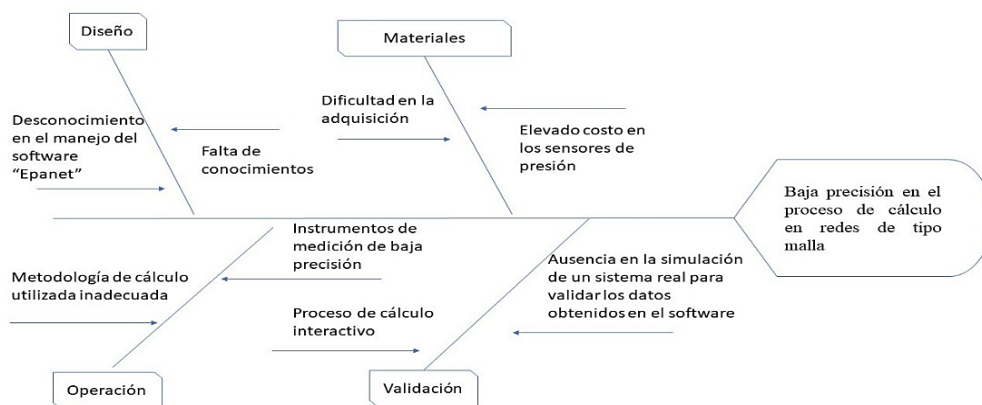 Diseño
Materiales
Desconocimiento
en el manejo del
software
“Epanet”
Falta de
conocimientos
Dificultad en la
adquisición
Elevado costo en
los sensores de
presión
Baja precisión en el
proceso de cálculo
en redes de tipo
malla
Metodología de cálculo
utilizada inadecuada
Instrumentos de
medición de baja
precisión
Proceso de cálculo
interactivo
Ausencia en la simulación
de un sistema real para
validar los datos
obtenidos en el software
Operación
Validación